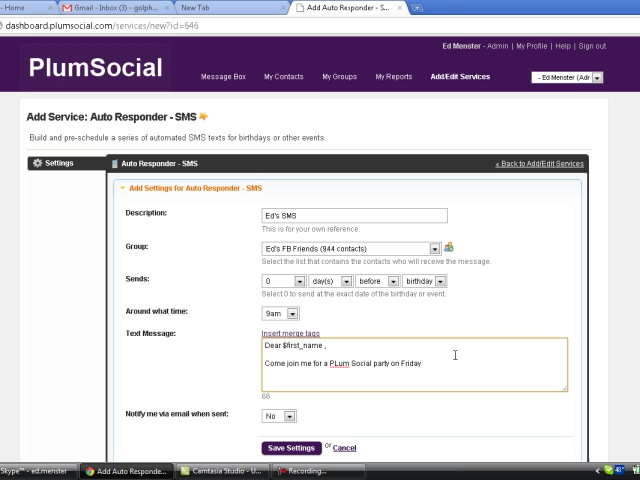 - Home
Gmail - Inbox (3) - golph...
New Tab
Add Auto Responder - S...
dashboard.plumsocial.com/services/new?id=646
Ed Menster - Admin | My Profile | Help | Sign out
PlumSocial
Message Box
My Contacts
My Groups
My Reports
Add/Edit Services
- Ed Menster (Adr
Add Service: Auto Responder - SMS
Build and pre-schedule a series of automated SMS texts for birthdays or other events.
Settings
Auto Responder - SMS
« Back to Add/Edit Services
Add Settings for Auto Responder - SMS
Description:
Ed's SMS
This is for your own reference.
Group:
Ed's FB Friends (944 contacts)
Select the list that contains the contacts who will receive the message.
Sends:
0
day(s)
before
birthday
Select 0 to send at the exact date of the birthday or event.
Around what time:
9am
Text Message:
Insert merge tags
Dear $first_name ,
Come join me for a PLum Social party on Friday
66
Notify me via email when sent:
No
Save Settings
or Cancel
Skype™ - ed.menster
Add Auto Responde...
Camtasia Studio - U...
Recording...
48°